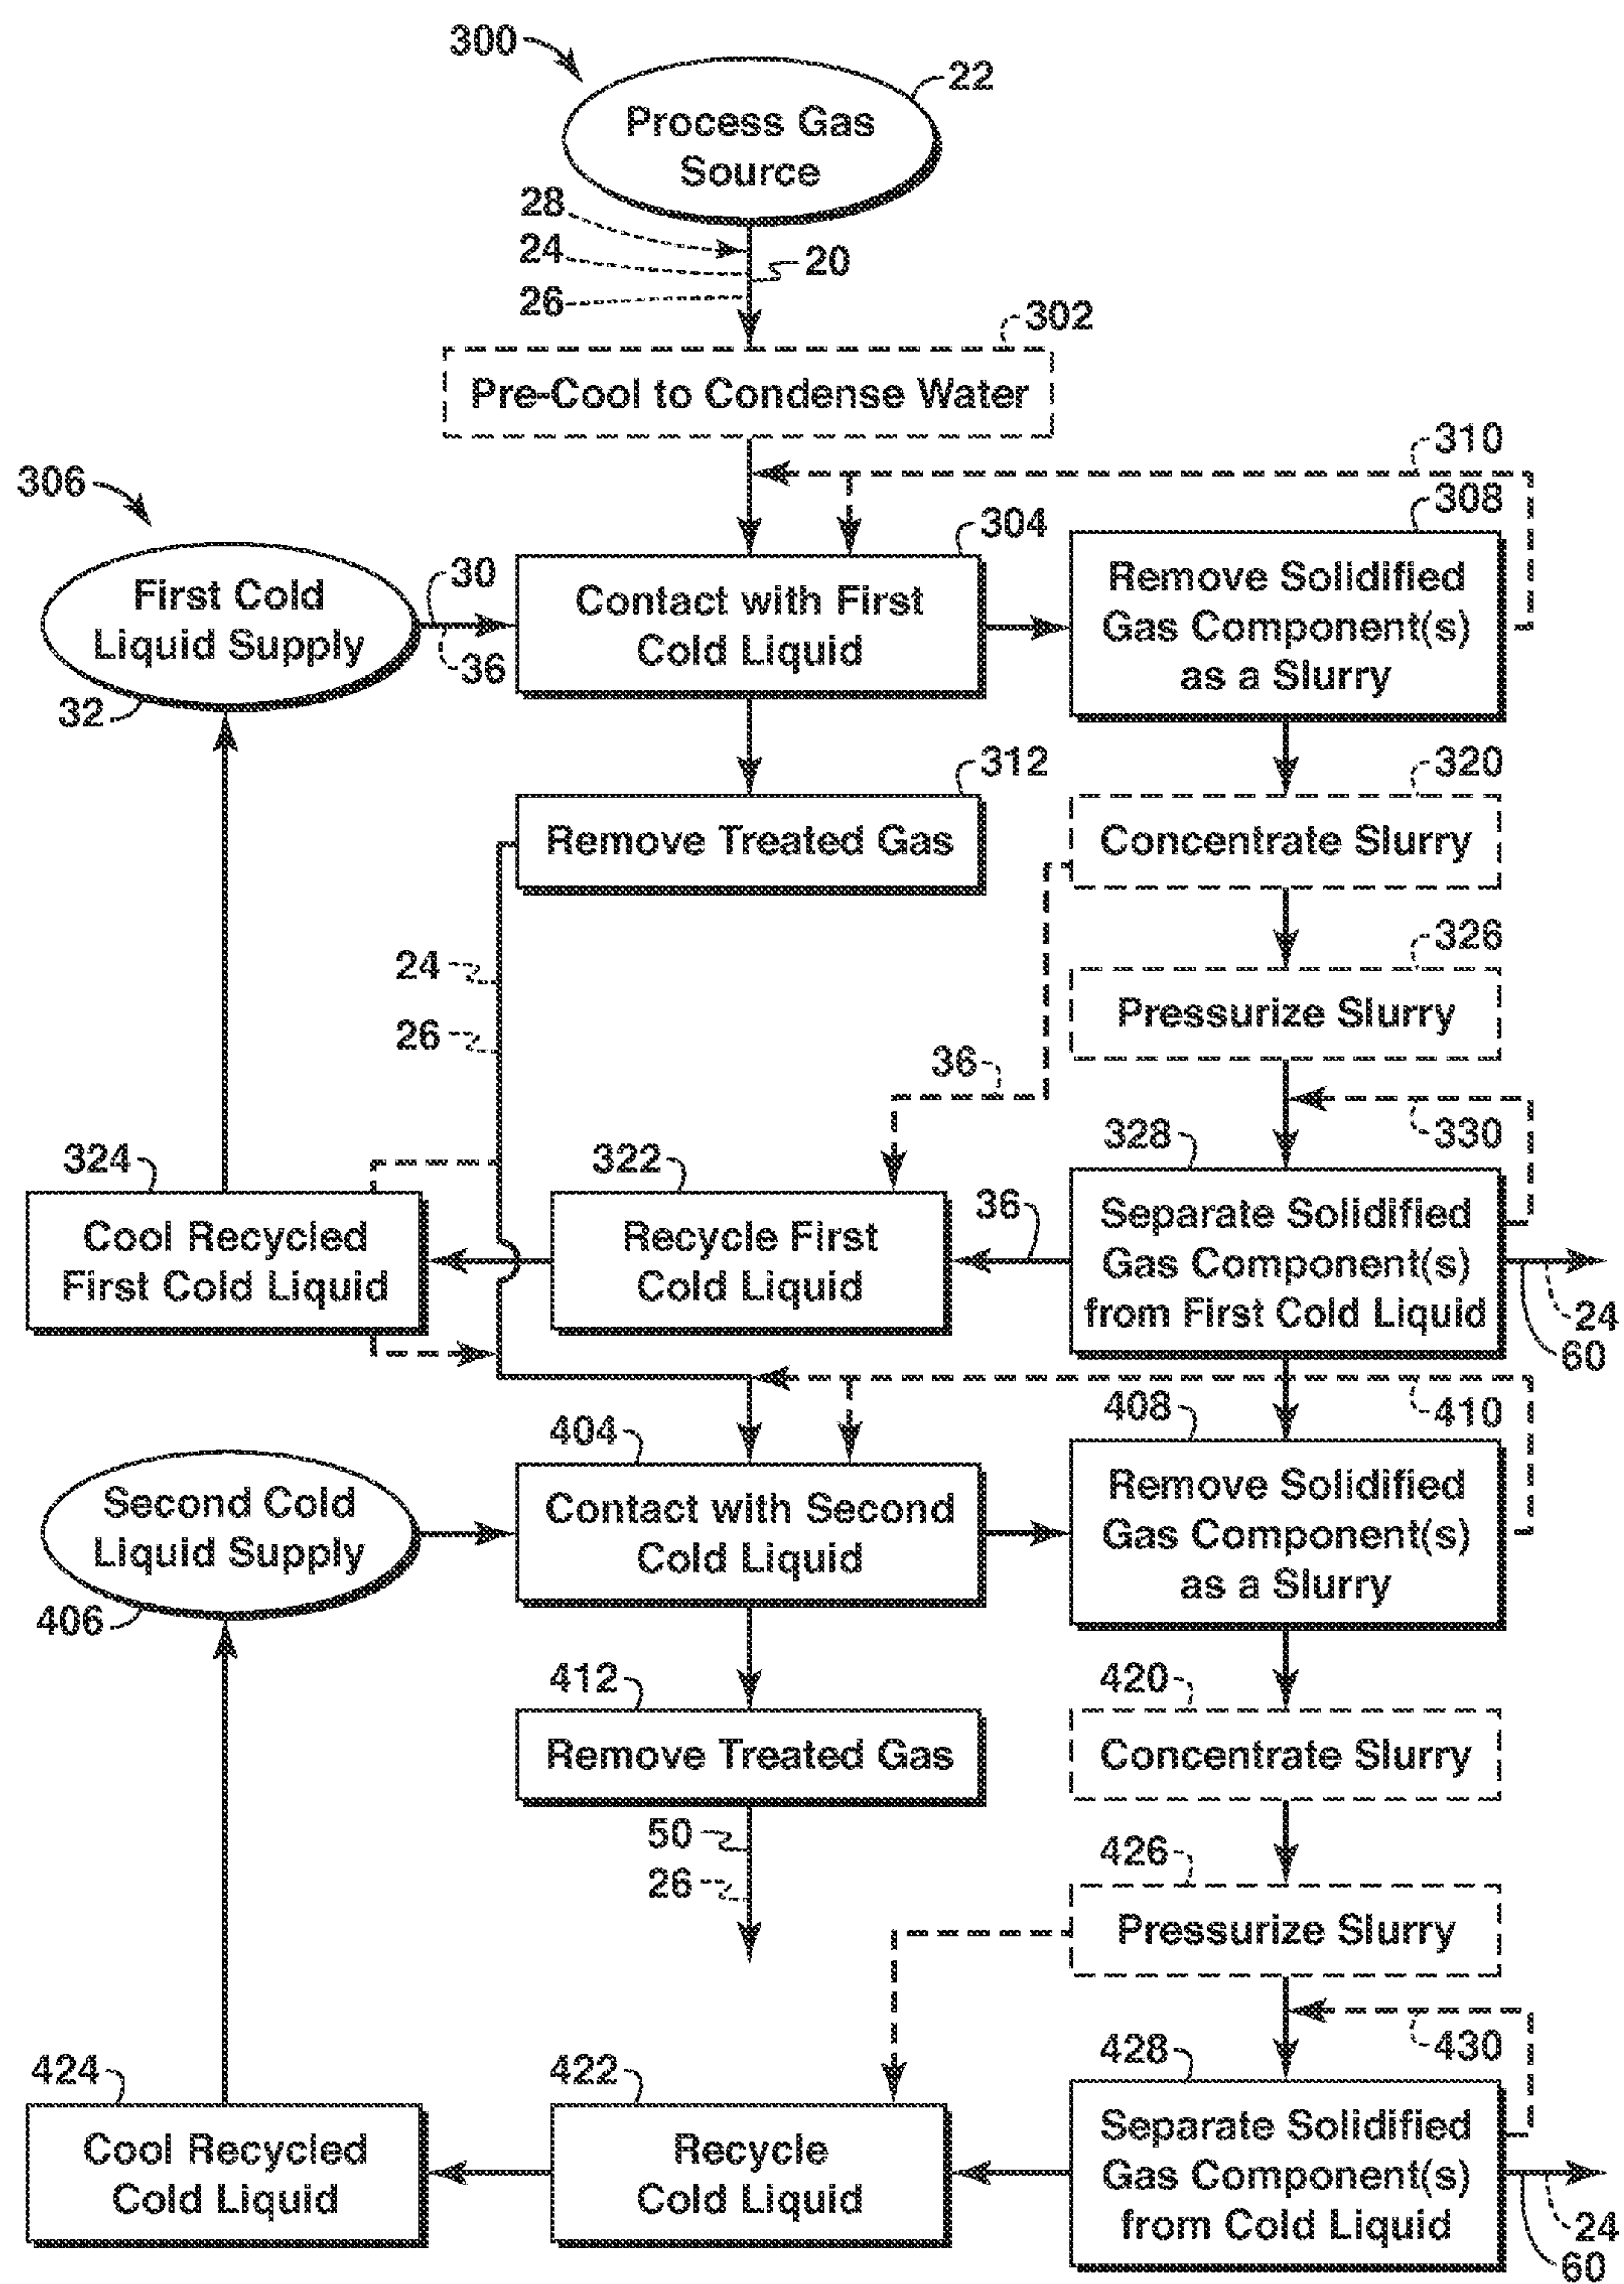 300
22
Process Gas
Source
28
24
20
26
302
Pre-Cool to Condense Water
310
306
308
304
30
First Cold
Liquid Supply
36
32
Contact with First
Cold Liquid
Remove Solidified
Gas Component(s)
as a Slurry
312
320
Remove Treated Gas
Concentrate Slurry
24
326
26
Pressurize Slurry
36
330
324
322
328
Cool Recycled
First Cold Liquid
Recycle First
Cold Liquid
36
Separate Solidified
Gas Component(s)
from First Cold Liquid
24
60
404
408
410
Second Cold
Liquid Supply
406
Contact with Second
Cold Liquid
Remove Solidified
Gas Component(s)
as a Slurry
412
420
Remove Treated Gas
Concentrate Slurry
50
26
426
Pressurize Slurry
430
424
422
428
Cool Recycled
Cold Liquid
Recycle
Cold Liquid
Separate Solidified
Gas Component(s)
from Cold Liquid
24
60